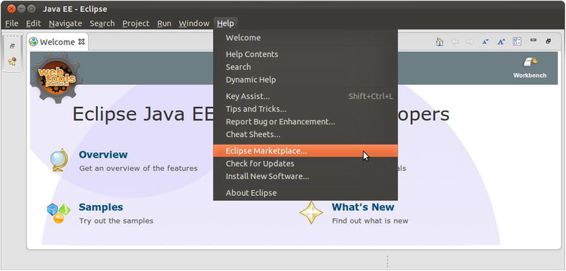 Java EE - Eclipse
File Edit Navigate Search Project Run Window Help
Welcome
Welcome
Help Contents
Search
Dynamic Help
Key Assist... Shift+Ctrl+L
Tips and Tricks...
Report Bug or Enhancement...
Cheat Sheets...
Eclipse Marketplace...
Check for Updates
Install New Software...
About Eclipse
Workbench
web
tools
Eclipse Java EE
opers
Overview
Get an overview of the features
als
Samples
Try out the samples
What's New
Find out what is new